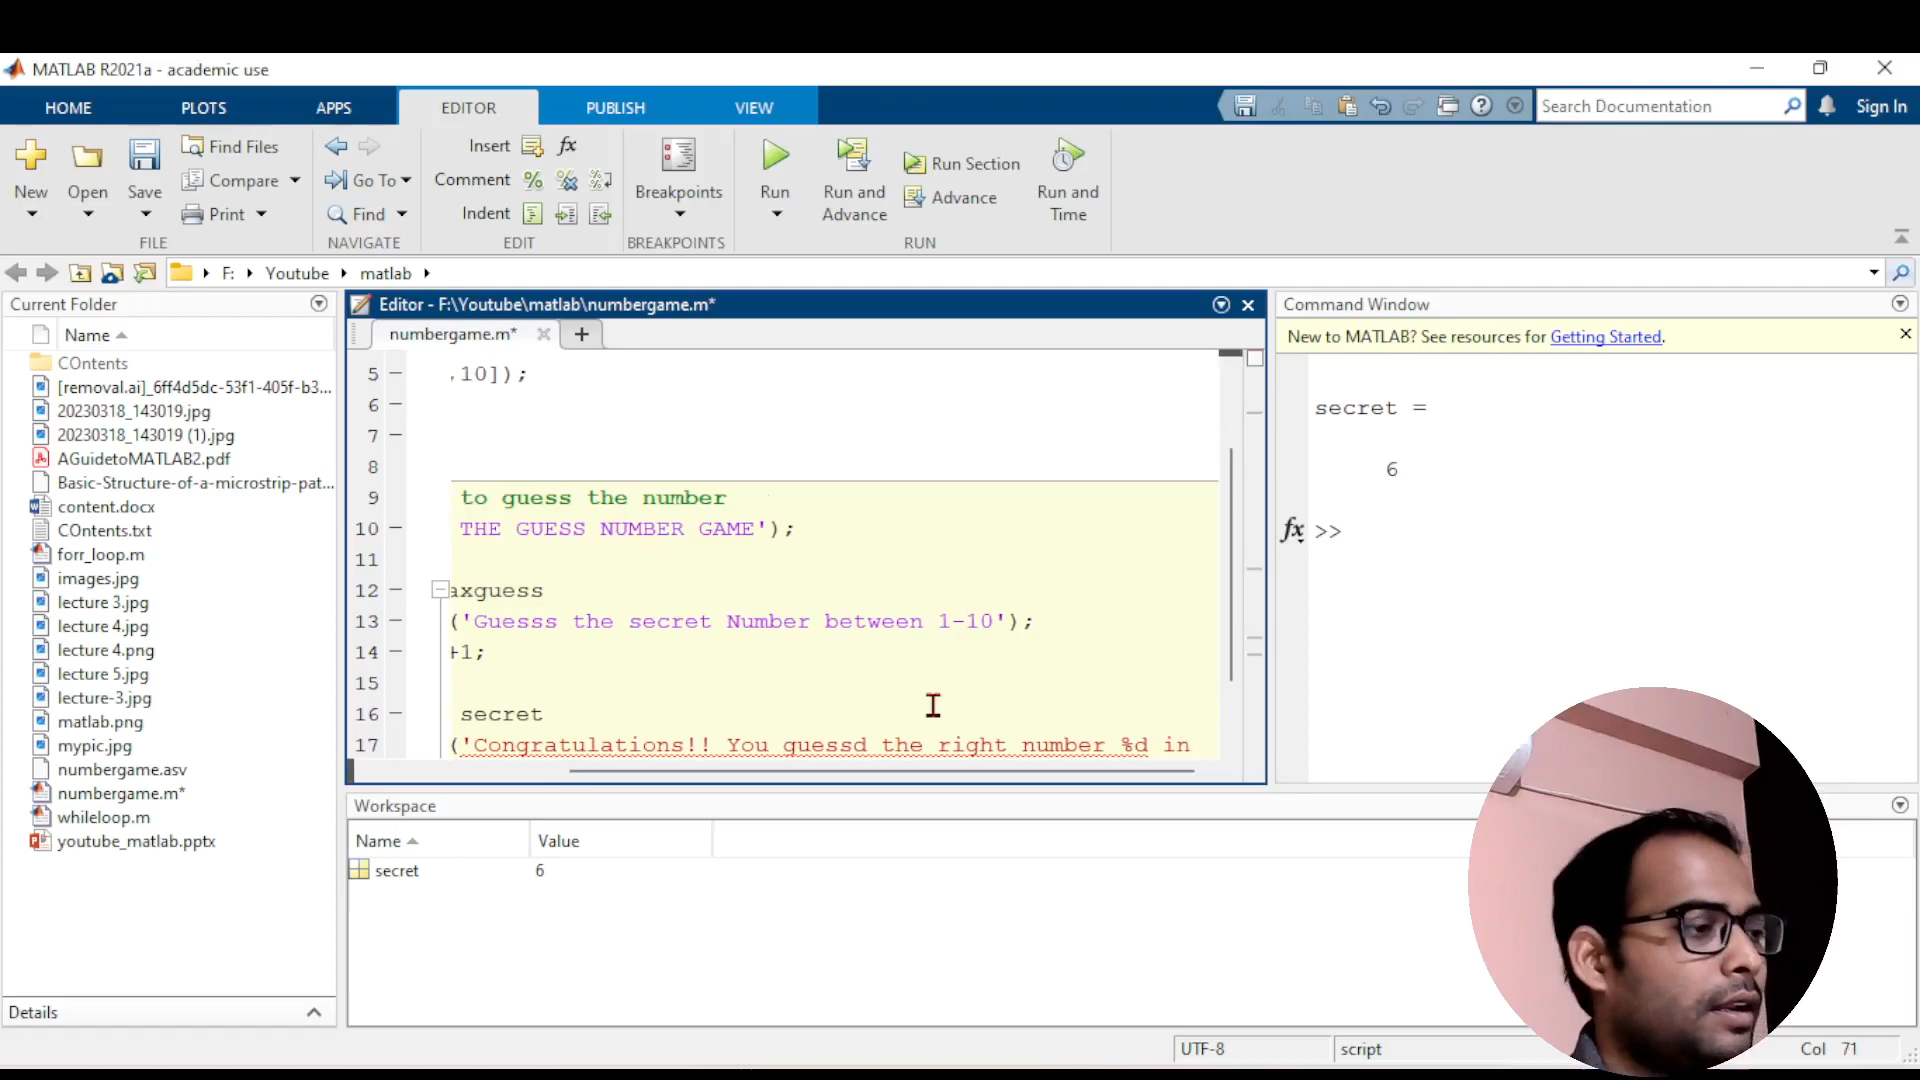 MATLAB R2021a - academic use
HOME PLOTS APPS EDITOR PUBLISH VIEW Search Documentation Sign In
New Open Save Find Files Compare Print FILE
Go To Find NAVIGATE
Insert fx Comment Indent EDIT
Breakpoints BREAKPOINTS
Run Run and Advance Run Section Advance Run and Time RUN
F: Youtube matlab
Current Folder
Name
COntents
[removal.ai]_6ff4d5dc-53f1-405f-b3...
20230318_143019.jpg
20230318_143019 (1).jpg
AGuidetoMATLAB2.pdf
Basic-Structure-of-a-microstrip-pat...
content.docx
COntents.txt
forr_loop.m
images.jpg
lecture 3.jpg
lecture 4.jpg
lecture 4.png
lecture 5.jpg
lecture-3.jpg
matlab.png
mypic.jpg
numbergame.asv
numbergame.m*
whileloop.m
youtube_matlab.pptx
Details
Editor - F:\Youtube\matlab\numbergame.m*
numbergame.m*
5 ,10]);
6
7
8
9 to guess the number
10 THE GUESS NUMBER GAME');
11
12 axguess
13 ('Guesss the secret Number between 1-10');
14 +1;
15
16 secret
17 ('Congratulations!! You guessd the right number %d in
Command Window
New to MATLAB? See resources for Getting Started.
secret =
6
fx >>
Workspace
Name Value
secret 6
UTF-8 script Col 71